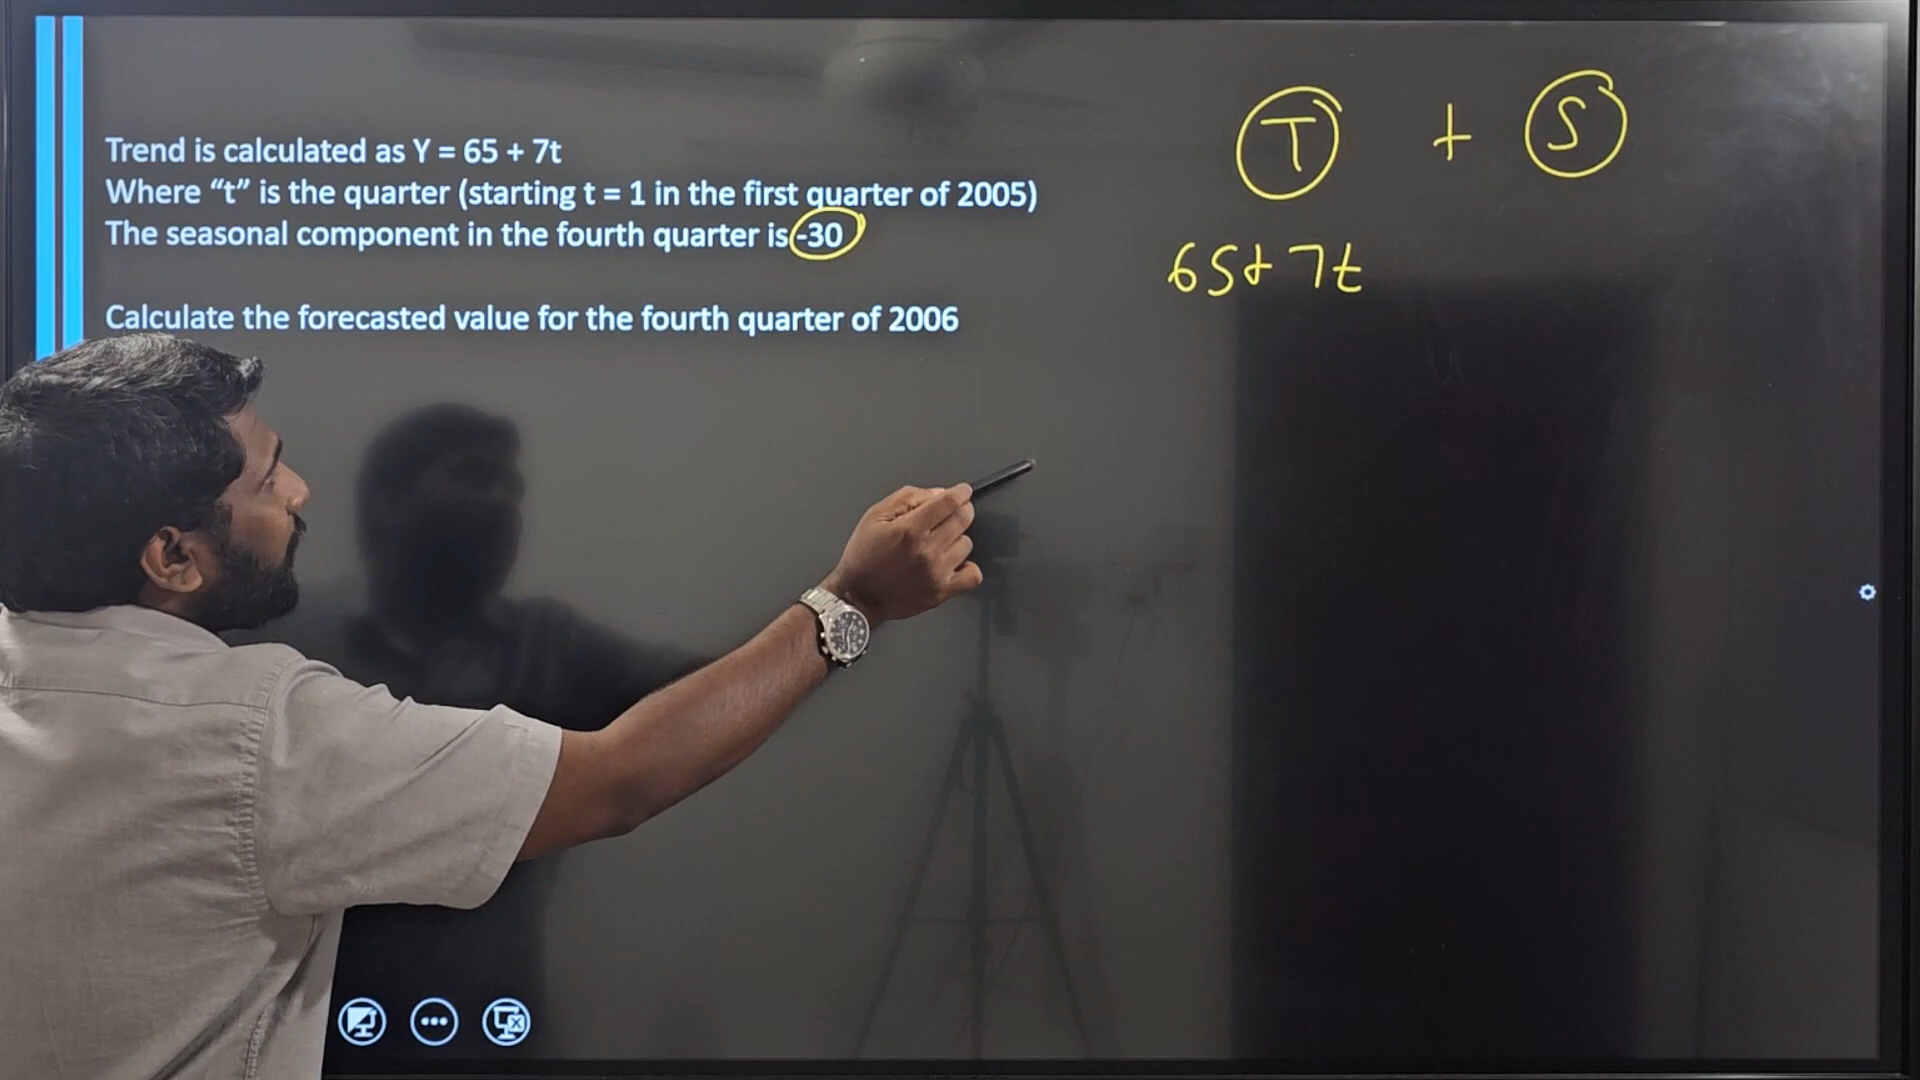 Trend is calculated as Y = 65 + 7t
Where “t” is the quarter (starting t = 1 in the first quarter of 2005)
The seasonal component in the fourth quarter is -30
Calculate the forecasted value for the fourth quarter of 2006
T + S
65+7t